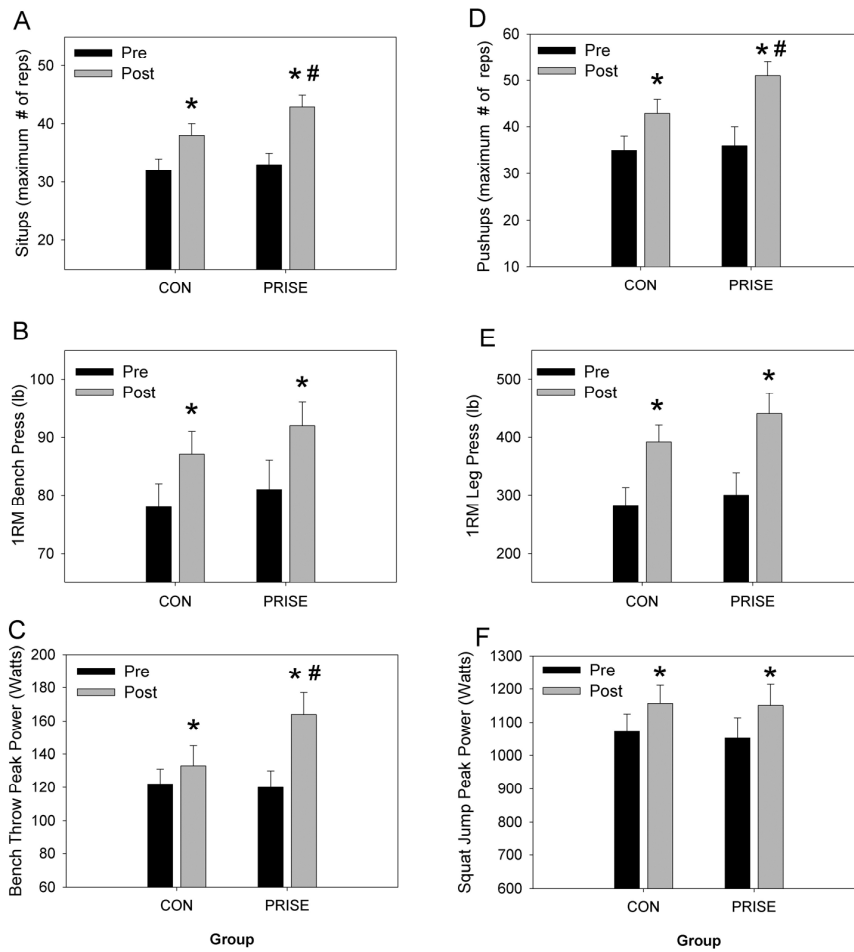 A
Situps (maximum # of reps)
50
40
30
20
Pre
Post
*
* #
CON
PRISE
D
Pushups (maximum # of reps)
60
50
40
30
20
10
Pre
Post
*
* #
CON
PRISE
B
1RM Bench Press (lb)
100
90
80
70
Pre
Post
*
*
CON
PRISE
E
1RM Leg Press (lb)
500
400
300
200
Pre
Post
*
*
CON
PRISE
C
Bench Throw Peak Power (Watts)
200
180
160
140
120
100
80
60
Pre
Post
*
* #
CON
PRISE
Group
F
Squat Jump Peak Power (Watts)
1300
1200
1100
1000
900
800
700
600
Pre
Post
*
*
CON
PRISE
Group